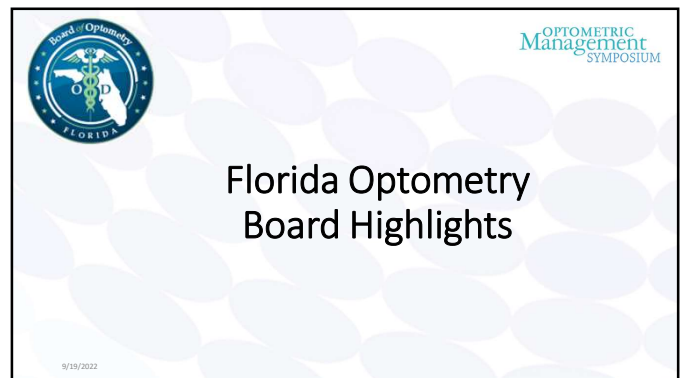 Board of Optometry
O D
FLORIDA
OPTOMETRIC
Management
SYMPOSIUM
Florida Optometry
Board Highlights
9/19/2022